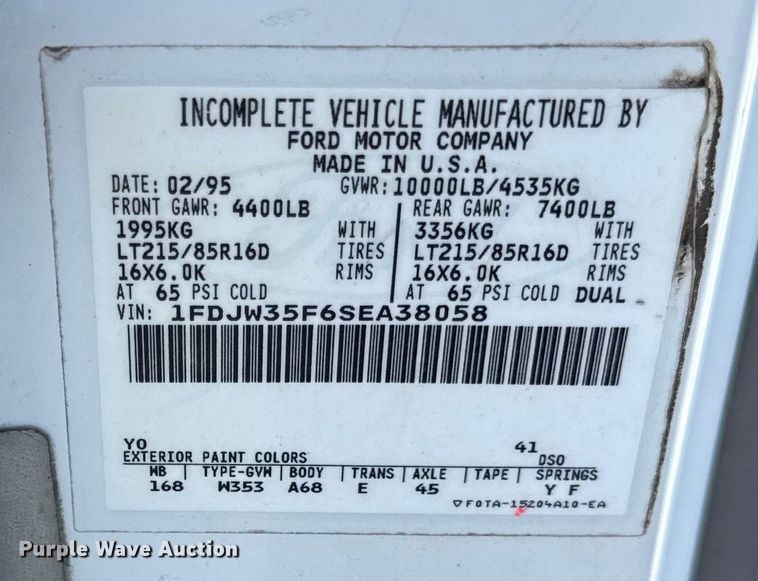 INCOMPLETE VEHICLE MANUFACTURED BY
FORD MOTOR COMPANY
MADE IN U.S.A.
DATE: 02/95 GVWR: 10000LB/4535KG
FRONT GAWR: 4400LB REAR GAWR: 7400LB
1995KG WITH 3356KG WITH
LT215/85R16D TIRES LT215/85R16D TIRES
16X6.0K RIMS 16X6.0K RIMS
AT 65 PSI COLD AT 65 PSI COLD DUAL
VIN: 1FDJW35F6SEA38058
YO 41
EXTERIOR PAINT COLORS DSO
WB TYPE-GVW BODY TRANS AXLE TAPE SPRINGS
168 W353 A68 E 45 Y F
▽F0TA-15204A10-EA
Purple Wave Auction